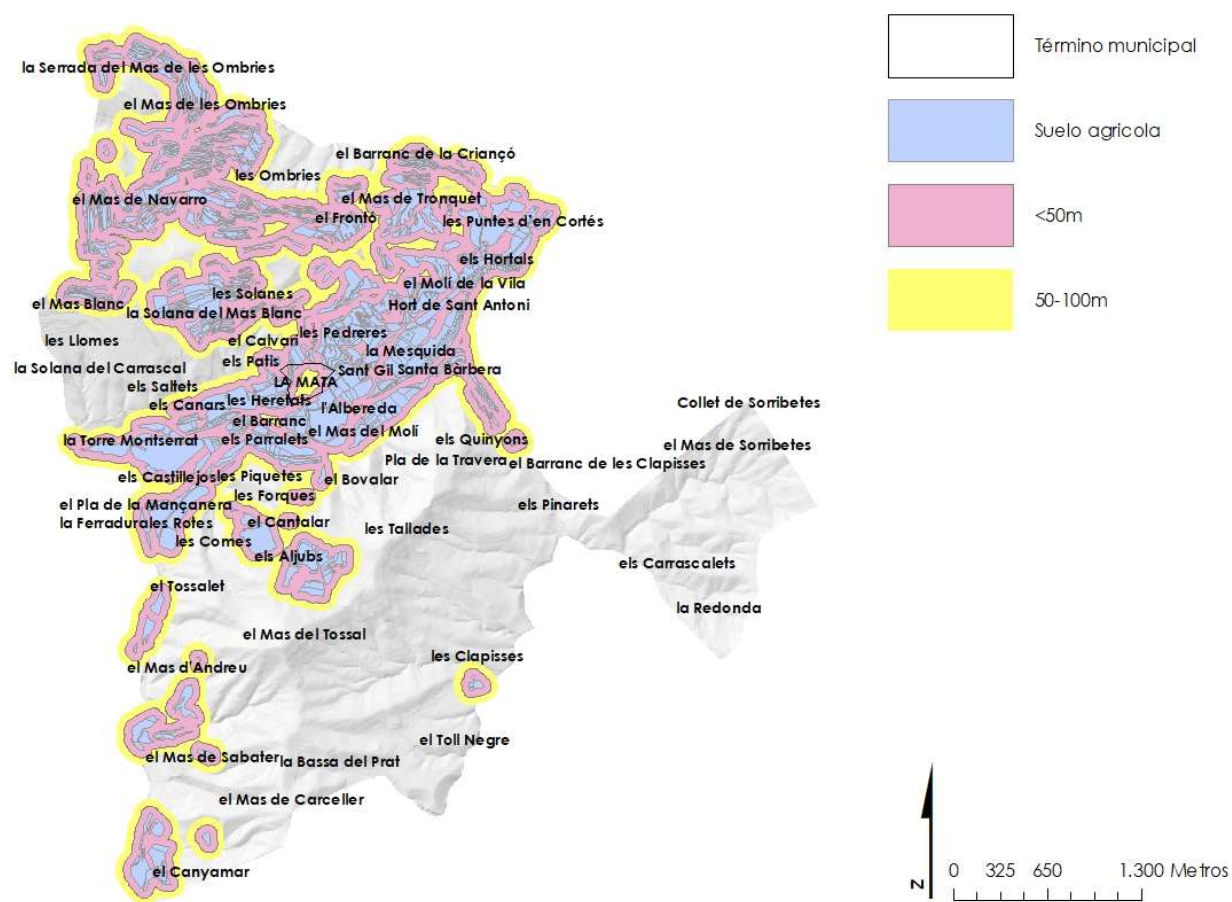 Término municipal
Suelo agricola
<50m
50-100m
la Serrada del Mas de les Ombries
el Mas de les Ombries
el Barranc de la Criançó
les Ombries
el Mas de Navarro
el Mas de Tronquet
el Frontó
les Puntes d'en Cortés
els Hortals
el Molí de la Vila
el Mas Blanc
les Solanes
Hort de Sant Antoni
la Solana del Mas Blanc
les Pedreres
les Llomes
el Calvari
la Mesquida
els Patis
la Solana del Carrascal
Sant Gil
Santa Bàrbera
els Saltets
LA MATA
els Canars
les Heretats
l'Albereda
Collet de Sorribetes
el Barranc
el Mas del Molí
la Torre Montserrat
els Parralets
els Quinyons
el Mas de Sorribetes
Pla de la Travera
el Barranc de les Clapisses
els Castillejos
les Piquetes
el Bovalar
el Pla de la Mançanera
les Forques
els Pinarets
la Ferradura
les Rotes
el Cantalar
les Tallades
les Comes
els Aljubs
els Carrascalets
el Tossalet
la Redonda
el Mas del Tossal
el Mas d'Andreu
les Clapisses
el Toll Negre
el Mas de Sabater
la Bassa del Prat
el Mas de Carceller
el Canyamar
N
0 325 650 1.300 Metros